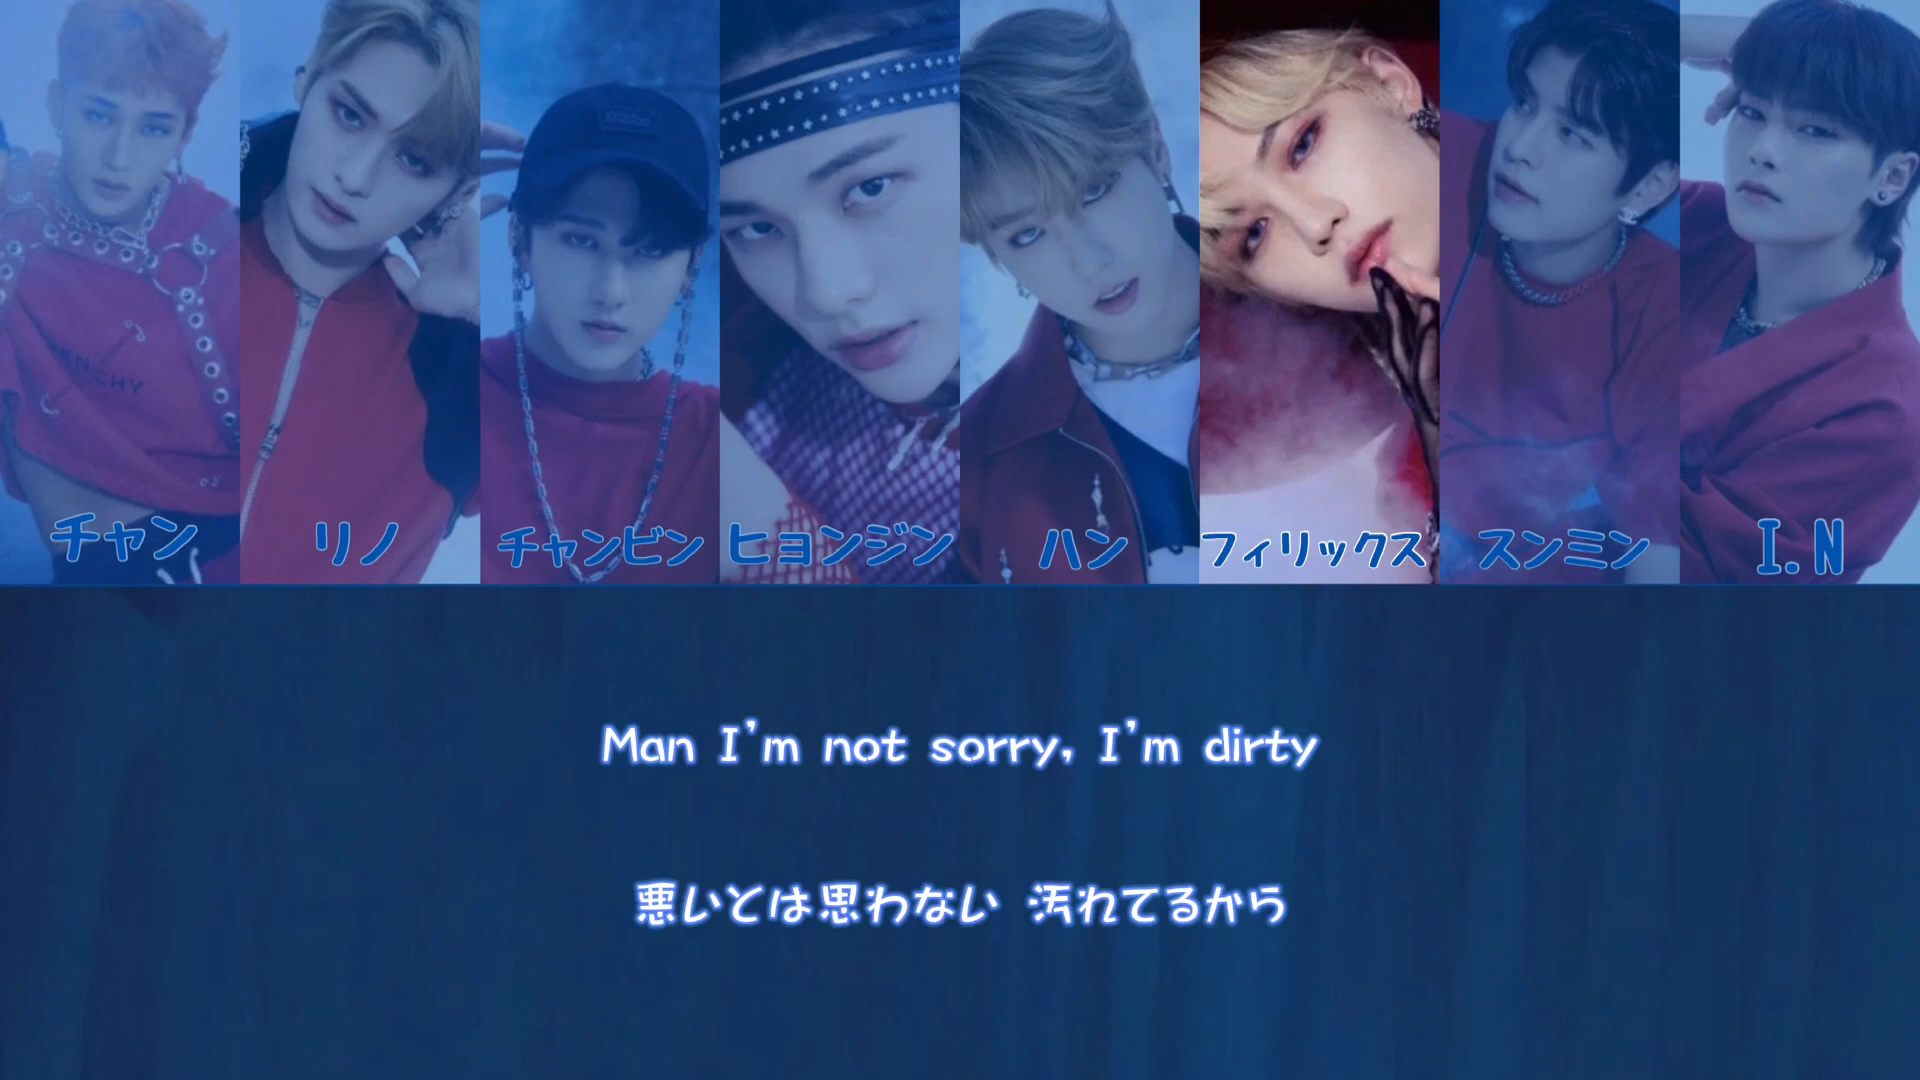 チャン
リノ
チャンビン
ヒョンジン
ハン
フィリックス
スンミン
I.N
Man I'm not sorry, I'm dirty
悪いとは思わない 汚れてるから